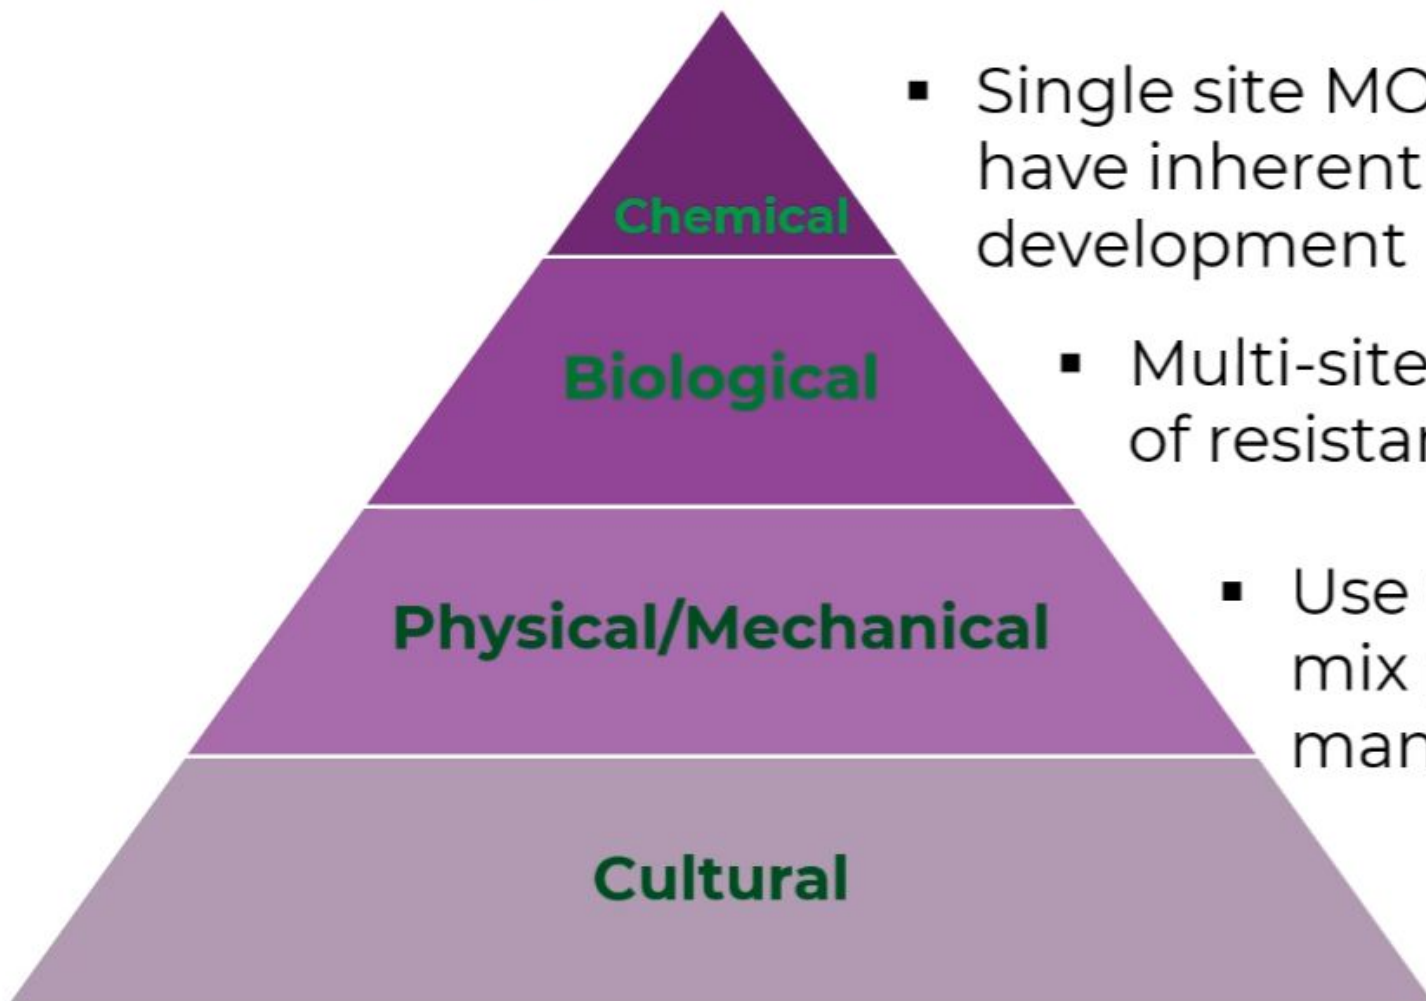 Chemical
Biological
Physical/Mechanical
Cultural
▪ Single site MO
have inherent
development
▪ Multi-site
of resistar
▪ Use
mix
man